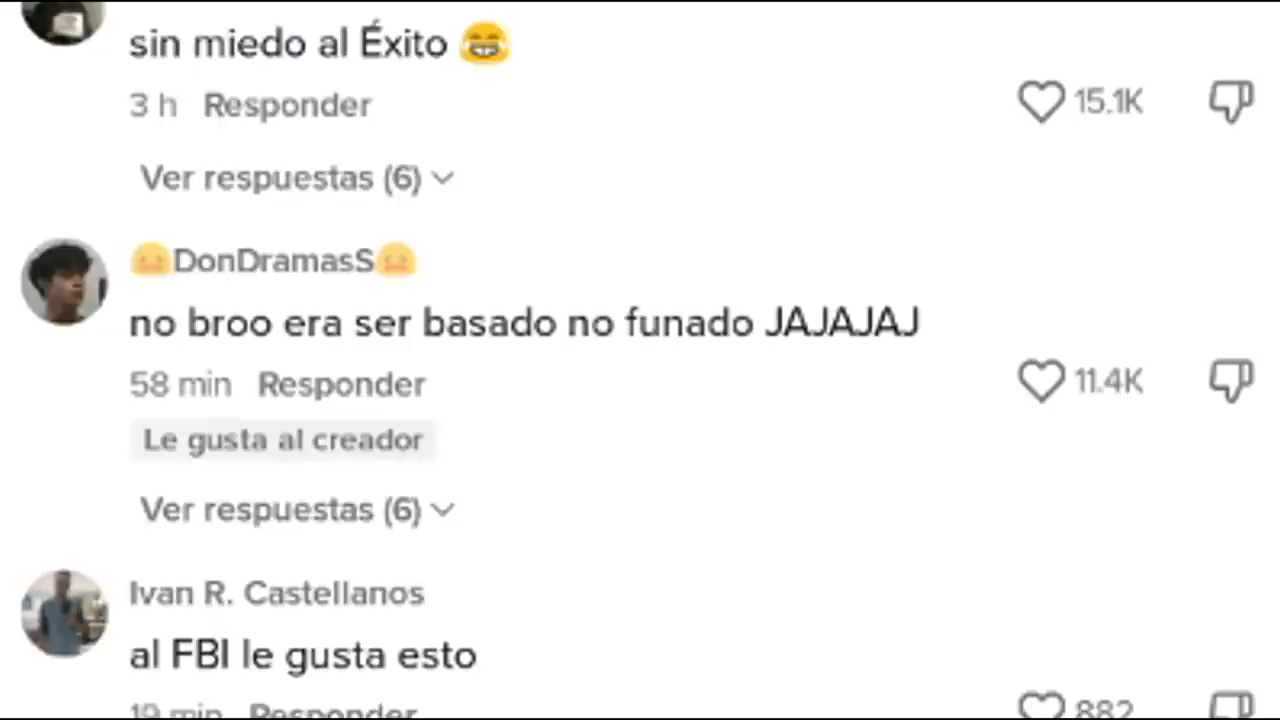 sin miedo al Éxito 😂
3 h Responder
15.1K
Ver respuestas (6)
😐DonDramasS😐
no broo era ser basado no funado JAJAJAJ
58 min Responder
11.4K
Le gusta al creador
Ver respuestas (6)
Ivan R. Castellanos
al FBI le gusta esto
19 min Responder
882